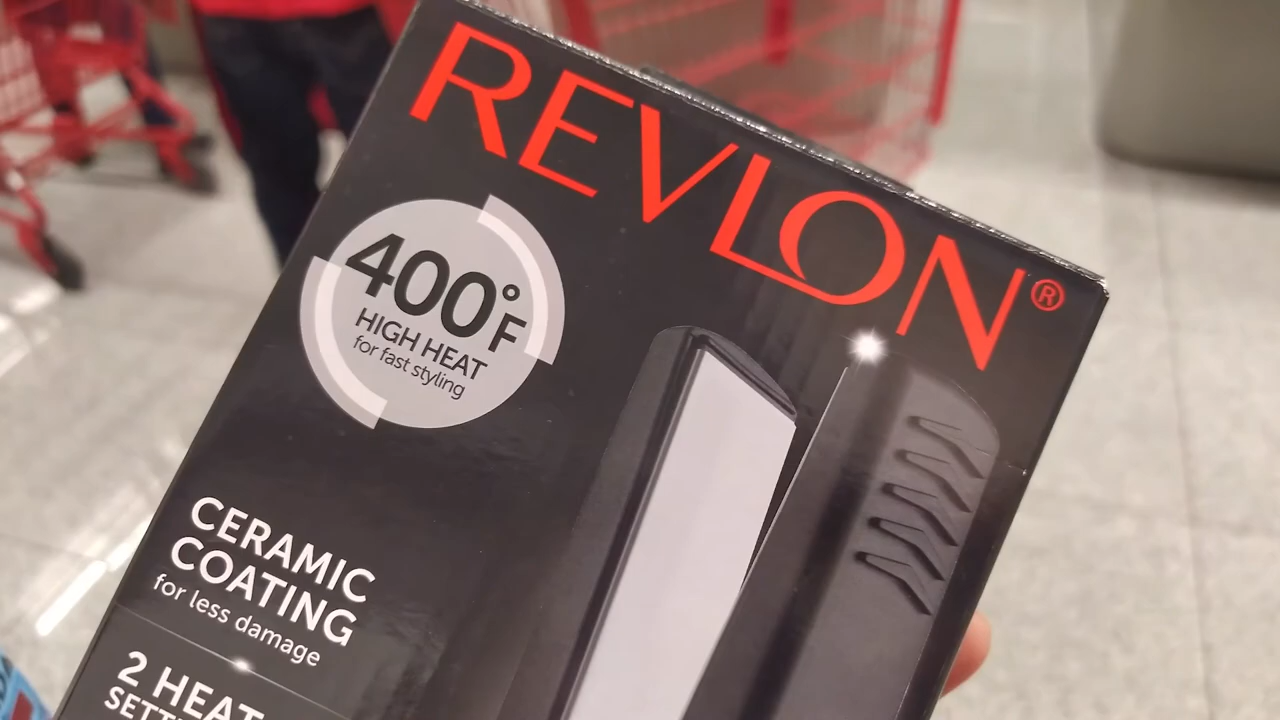 REVLON®
400°F
HIGH HEAT
for fast styling
CERAMIC
COATING
for less damage
2 HEAT